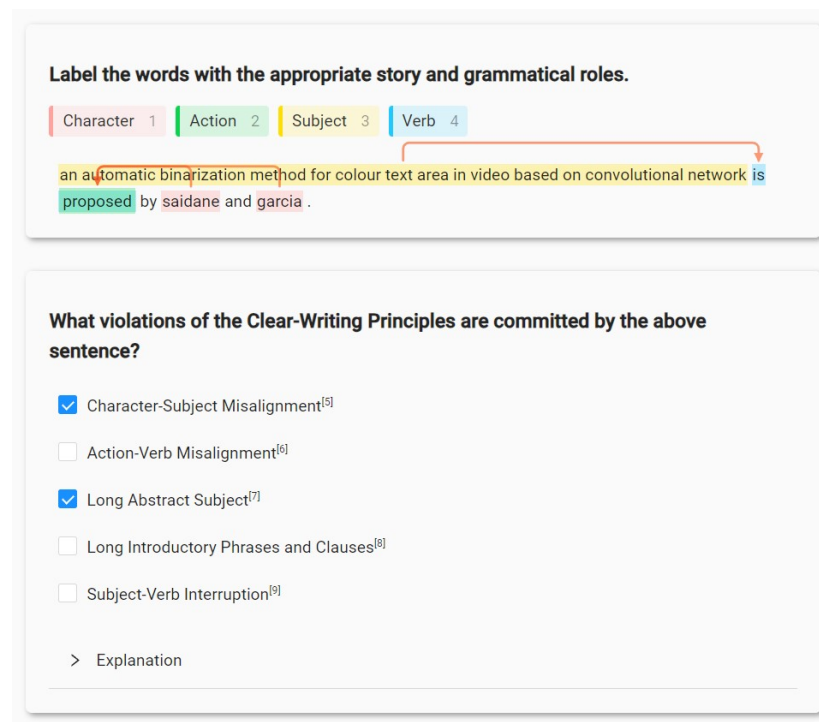 Label the words with the appropriate story and grammatical roles.
Character 1 Action 2 Subject 3 Verb 4
an automatic binarization method for colour text area in video based on convolutional network is
proposed by saidane and garcia .
What violations of the Clear-Writing Principles are committed by the above
sentence?
Character-Subject Misalignment[5]
Action-Verb Misalignment[6]
Long Abstract Subject[7]
Long Introductory Phrases and Clauses[8]
Subject-Verb Interruption[9]
Explanation